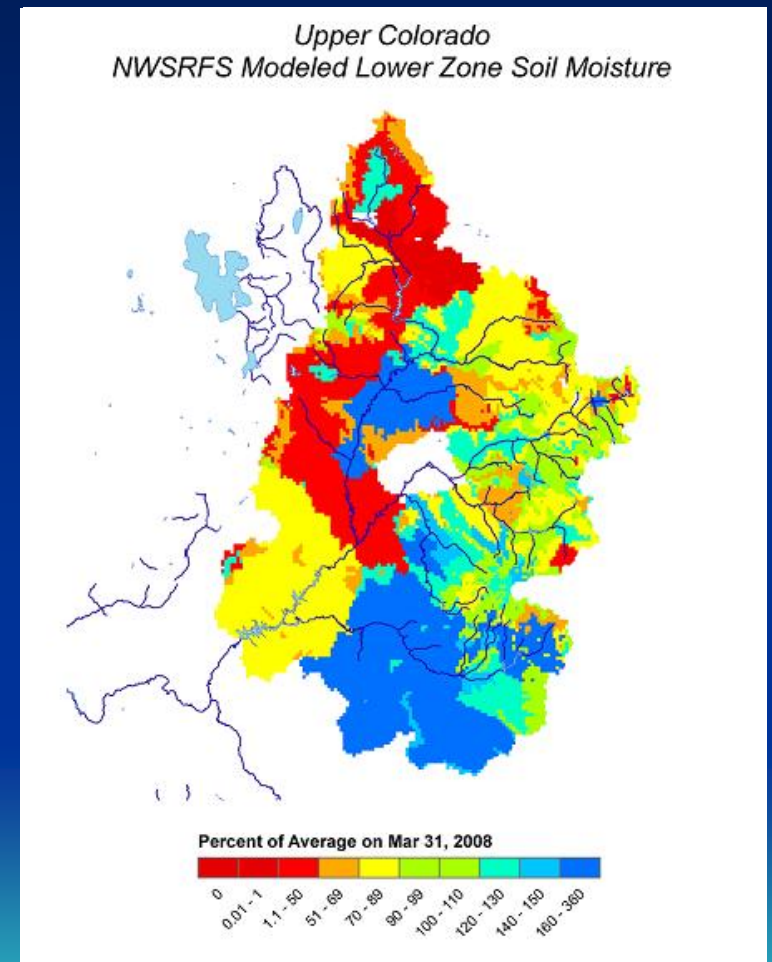 Upper Colorado
NWSRFS Modeled Lower Zone Soil Moisture
Percent of Average on Mar 31, 2008
0
0.01 - 1
1.1 - 50
51 - 69
70 - 89
90 - 99
100 - 110
120 - 130
140 - 150
160 - 360